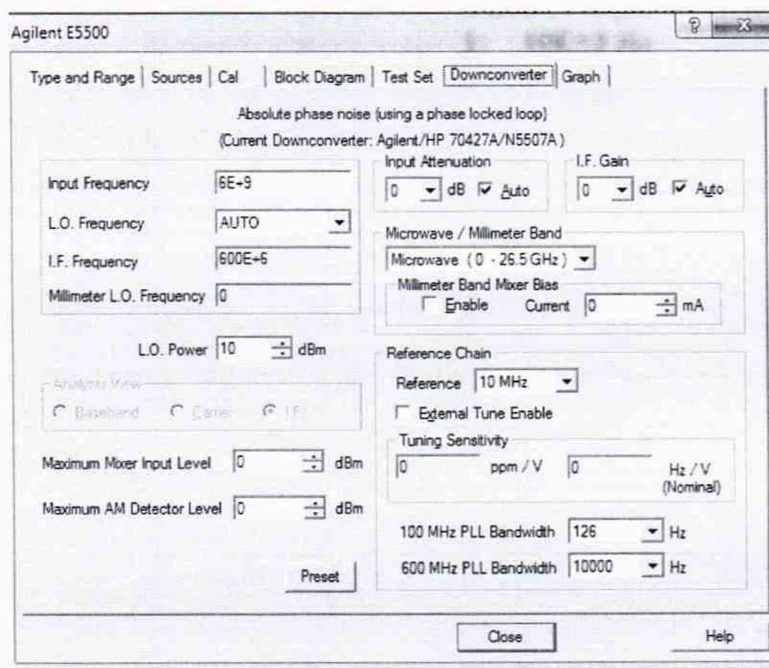 Agilent E5500
Type and Range Sources Cal Block Diagram Test Set Downconverter Graph
Absolute phase noise (using a phase locked loop)
(Current Downconverter: Agilent/HP 70427A/N5507A)
Input Frequency 6E+9
L.O. Frequency AUTO
I.F. Frequency 600E+6
Millimeter L.O. Frequency 0
L.O. Power 10 dBm
Analyzer View
Baseband Carrier I.F.
Maximum Mixer Input Level 0 dBm
Maximum AM Detector Level 0 dBm
Preset
Input Attenuation
0 dB Auto
I.F. Gain
0 dB Auto
Microwave / Millimeter Band
Microwave (0 - 26.5 GHz)
Millimeter Band Mixer Bias
Enable Current 0 mA
Reference Chain
Reference 10 MHz
External Tune Enable
Tuning Sensitivity
0 ppm / V 0 Hz / V
(Nominal)
100 MHz PLL Bandwidth 126 Hz
600 MHz PLL Bandwidth 10000 Hz
Close Help